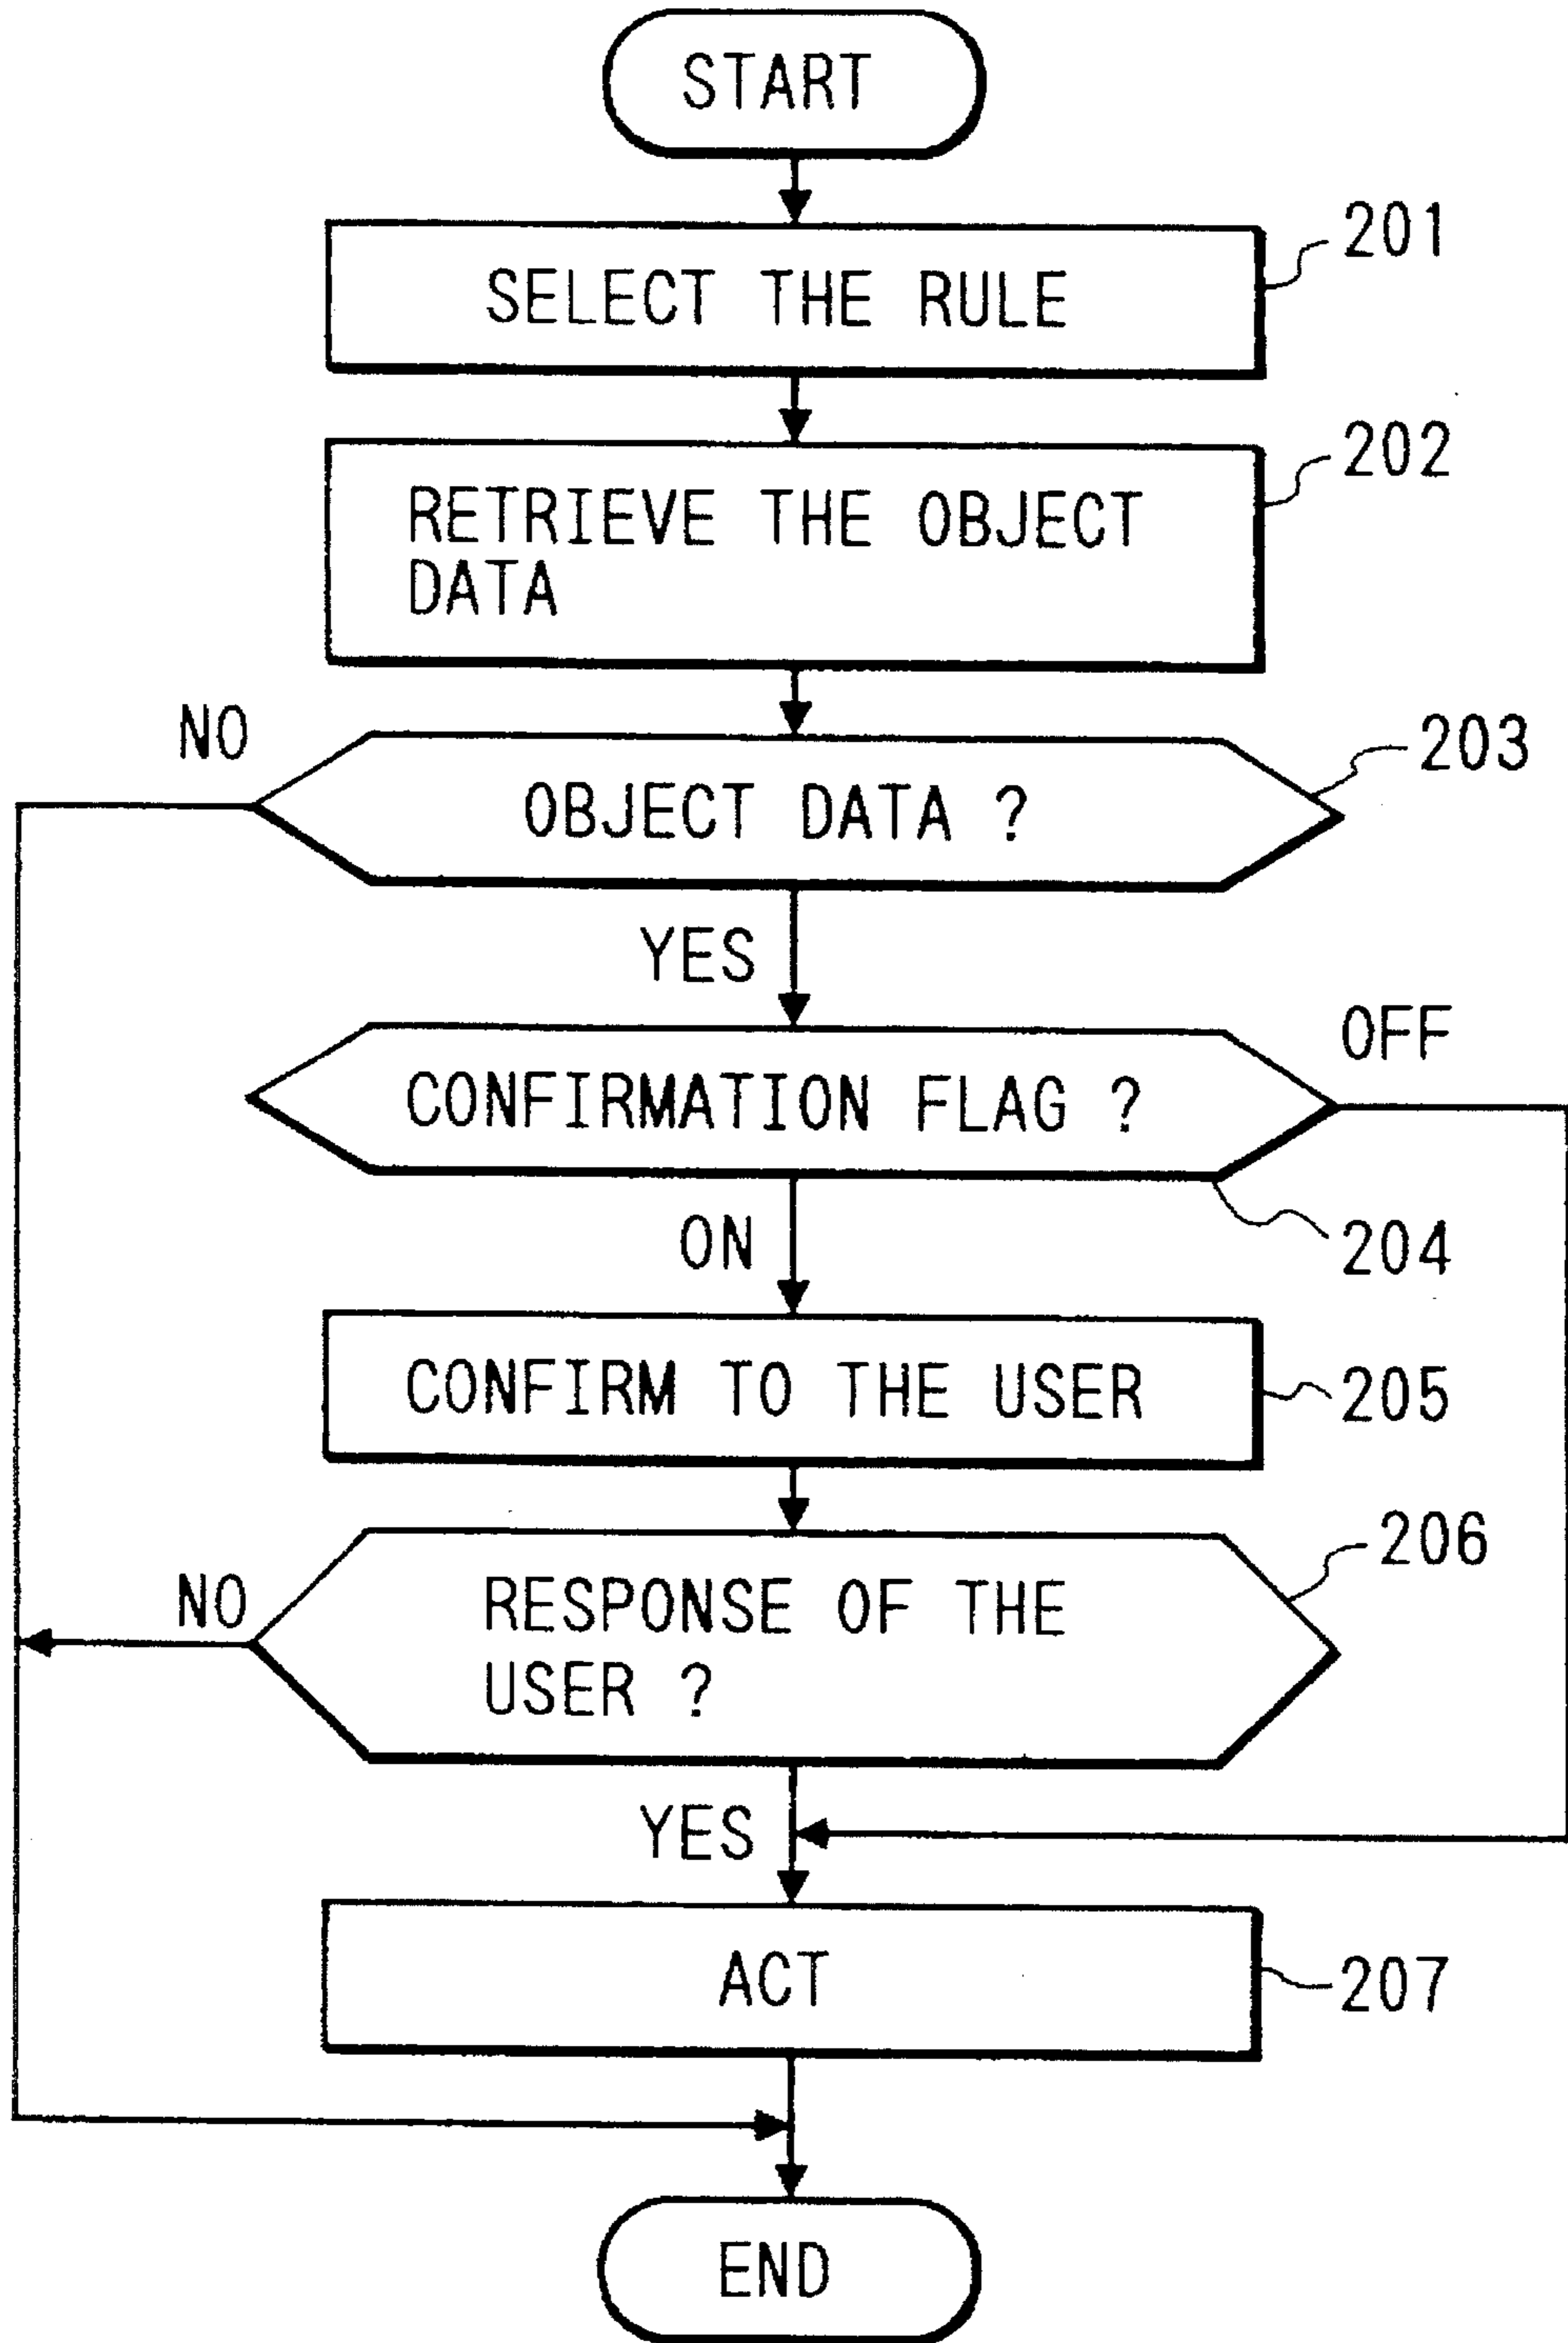 START
201
SELECT THE RULE
202
RETRIEVE THE OBJECT
DATA
NO
203
OBJECT DATA ?
YES
OFF
CONFIRMATION FLAG ?
204
ON
CONFIRM TO THE USER
205
206
NO
RESPONSE OF THE
USER ?
YES
ACT
207
END